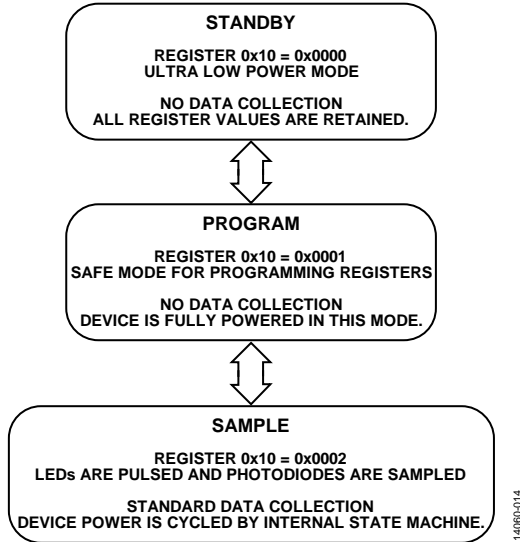 STANDBY
REGISTER 0x10 = 0x0000
ULTRA LOW POWER MODE
NO DATA COLLECTION
ALL REGISTER VALUES ARE RETAINED.
PROGRAM
REGISTER 0x10 = 0x0001
SAFE MODE FOR PROGRAMMING REGISTERS
NO DATA COLLECTION
DEVICE IS FULLY POWERED IN THIS MODE.
SAMPLE
REGISTER 0x10 = 0x0002
LEDs ARE PULSED AND PHOTODIODES ARE SAMPLED
STANDARD DATA COLLECTION
DEVICE POWER IS CYCLED BY INTERNAL STATE MACHINE.
14060-014